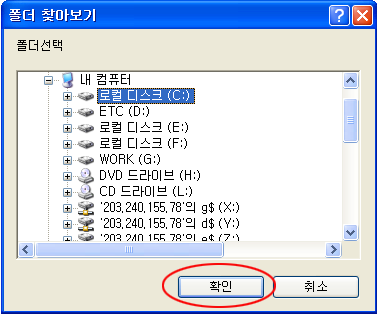 폴더 찾아보기
폴더선택
내 컴퓨터
로컬 디스크 (C:)
ETC (D:)
로컬 디스크 (E:)
로컬 디스크 (F:)
WORK (G:)
DVD 드라이브 (H:)
CD 드라이브 (L:)
'203,240,155,78'의 g$ (X:)
'203,240,155,78'의 d$ (Y:)
'203,240,155,78'의 e$ (Z:)
확인
취소